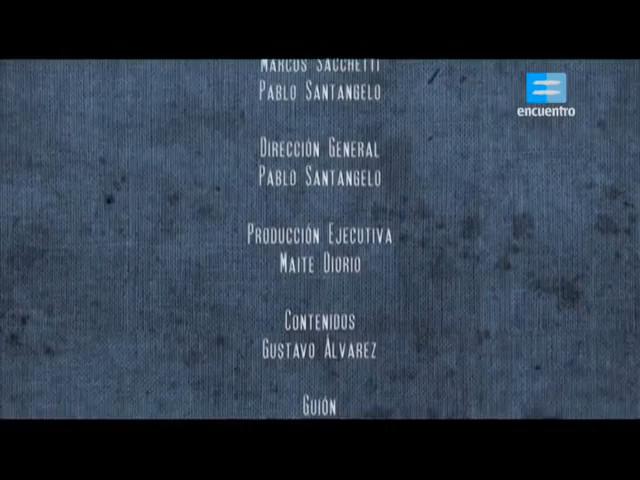 Marcos Sacchetti
Pablo Santangelo
encuentro
Dirección General
Pablo Santangelo
Producción Ejecutiva
Maite Diorio
Contenidos
Gustavo Álvarez
Guión